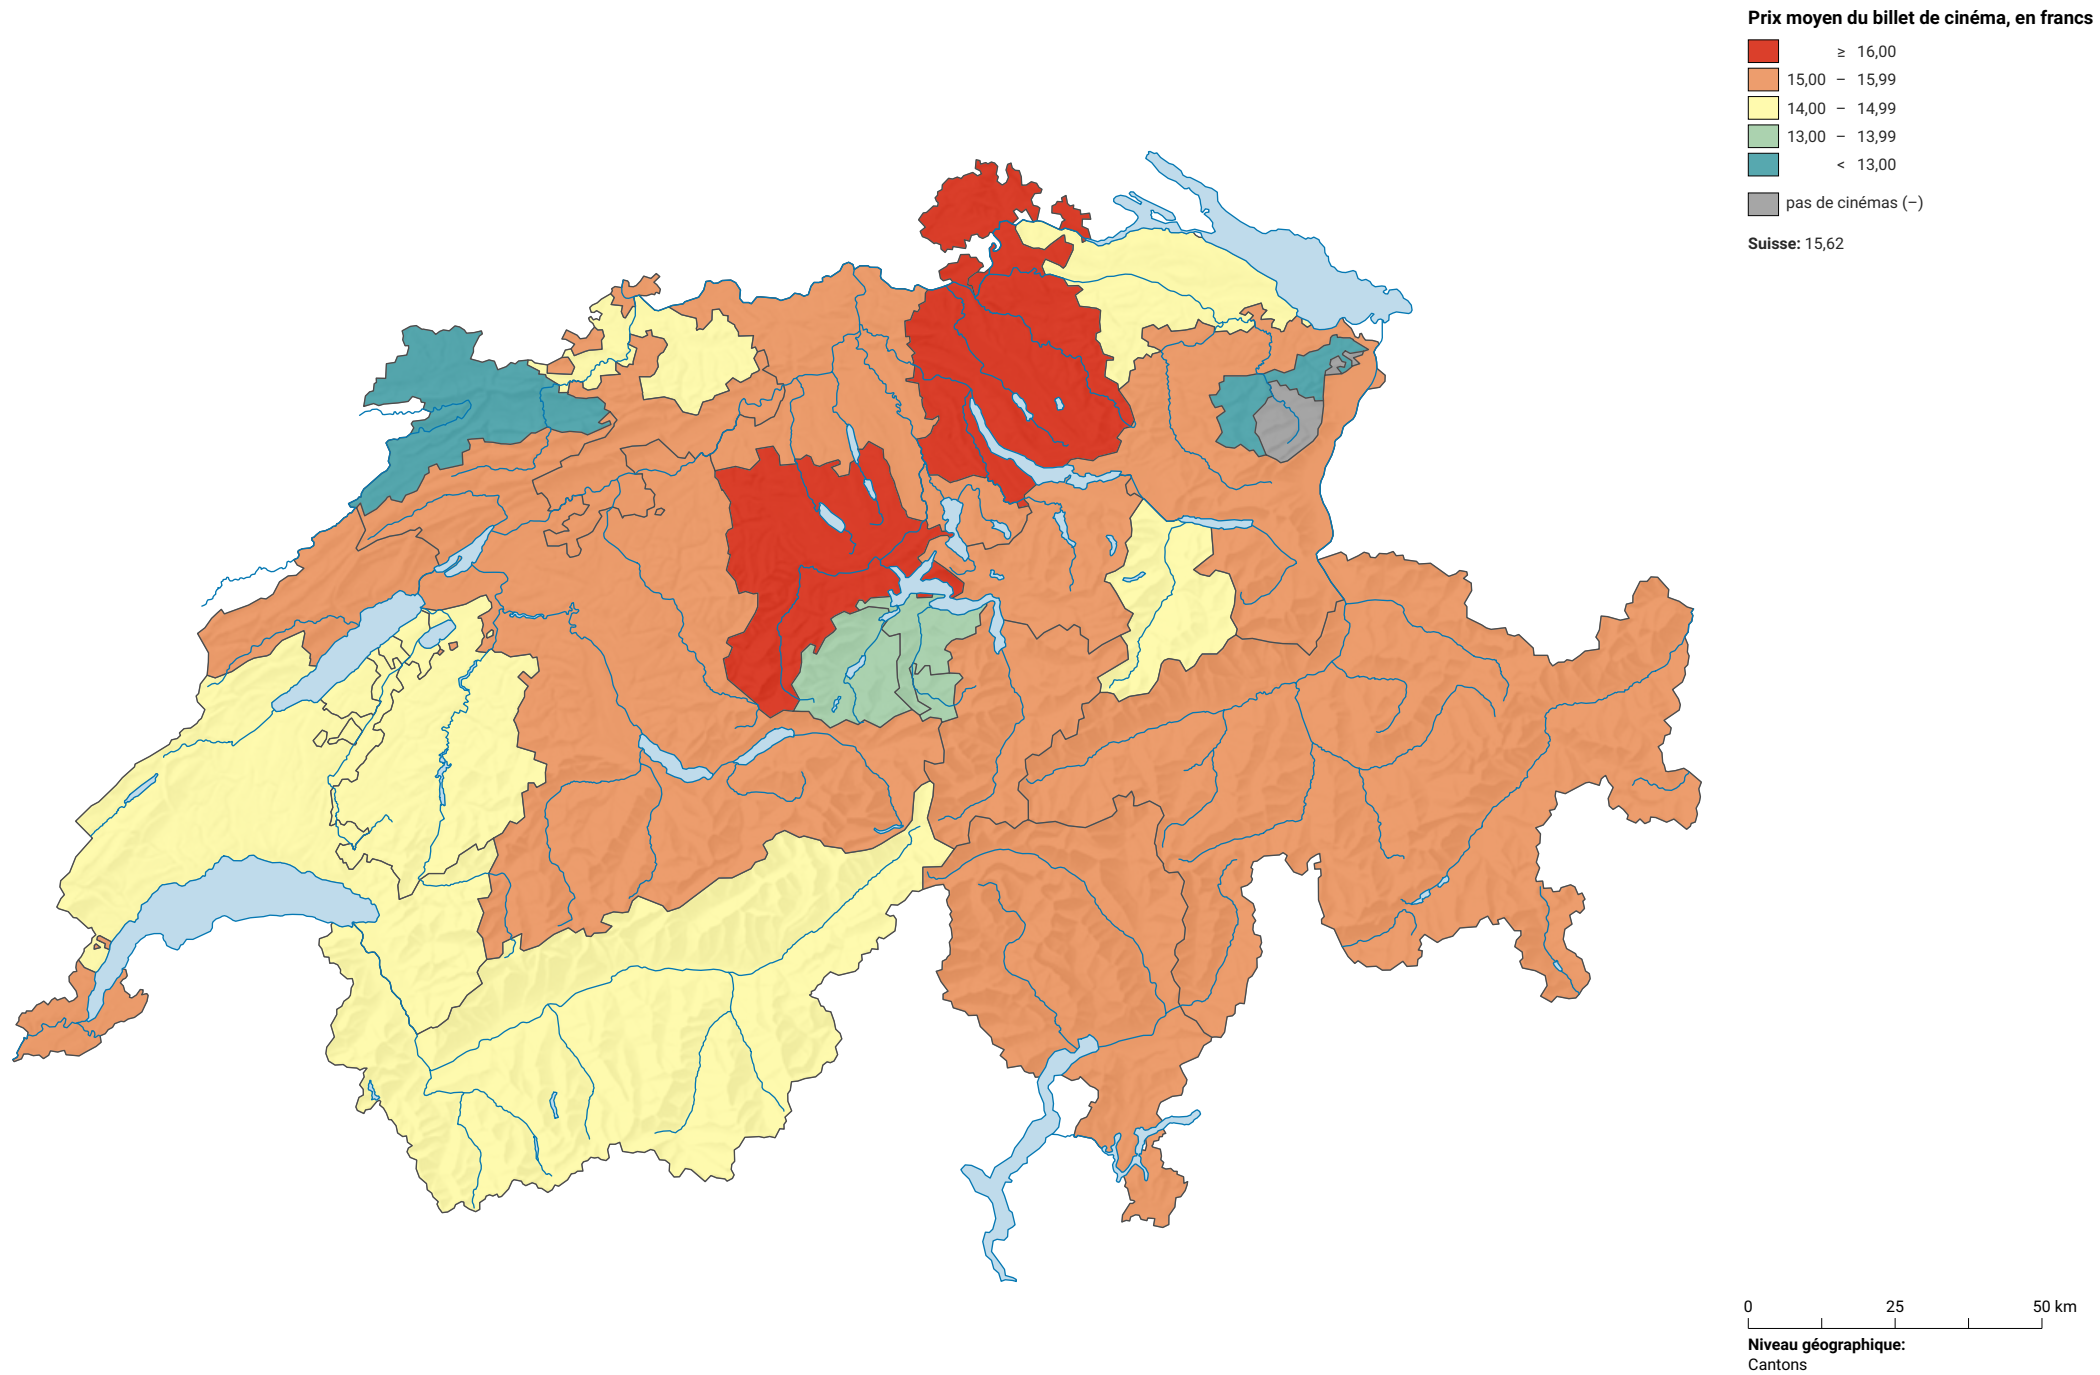 Prix moyen du billet de cinéma, en francs
≥ 16,00
15,00 – 15,99
14,00 – 14,99
13,00 – 13,99
< 13,00
pas de cinémas (–)
Suisse: 15,62
0 25 50 km
Niveau géographique:
Cantons